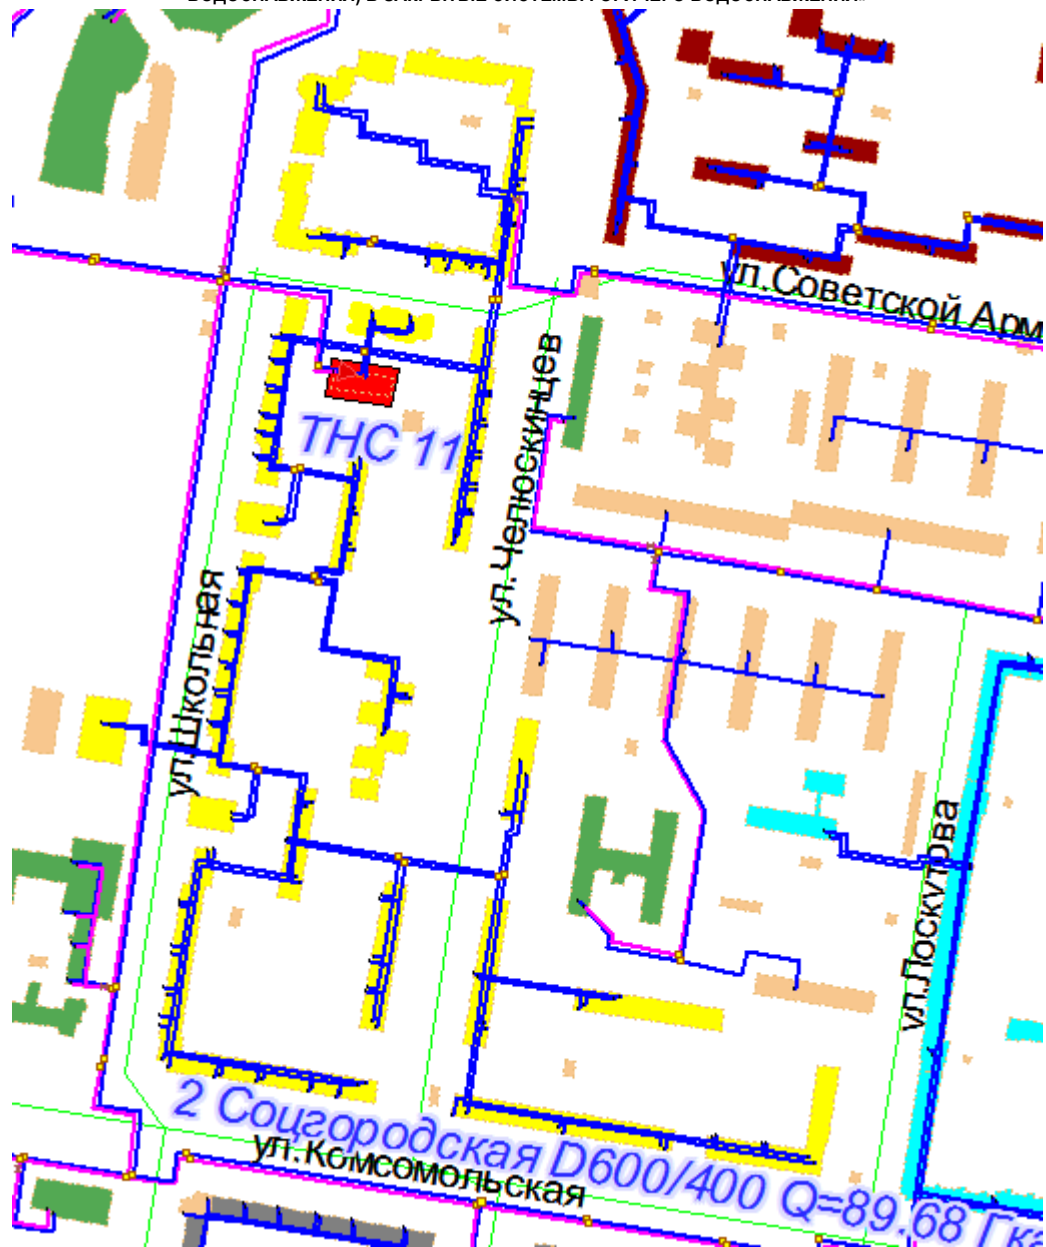 ул.Советской Арм
ул.Челюскинцев
ТНС 11
ул.Школьная
ул.Лоскутова
2 Соцгородская D600/400 Q=89.68 Гка
ул.Комсомольская